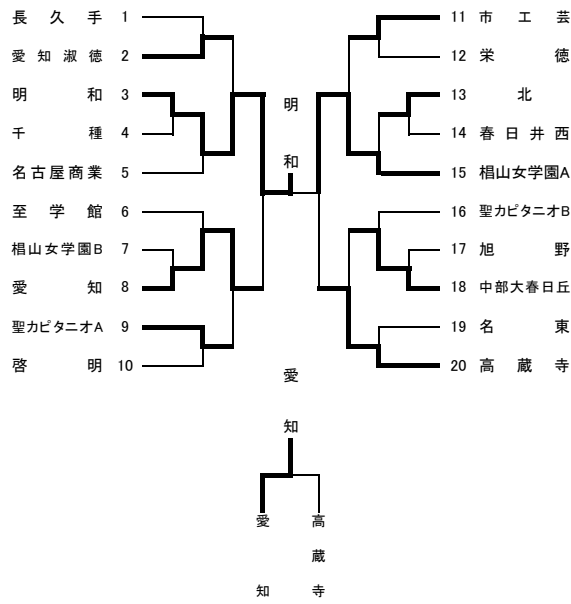 長久手 1
愛知淑徳 2
明和 3
千種 4
名古屋商業 5
至学館 6
椙山女学園B 7
愛知 8
聖カピタニオA 9
啓明 10
明和
11 市工芸
12 栄徳
13 北
14 春日井西
15 椙山女学園A
16 聖カピタニオB
17 旭野
18 中部大春日丘
19 名東
20 高蔵寺
愛知
愛知
高蔵寺